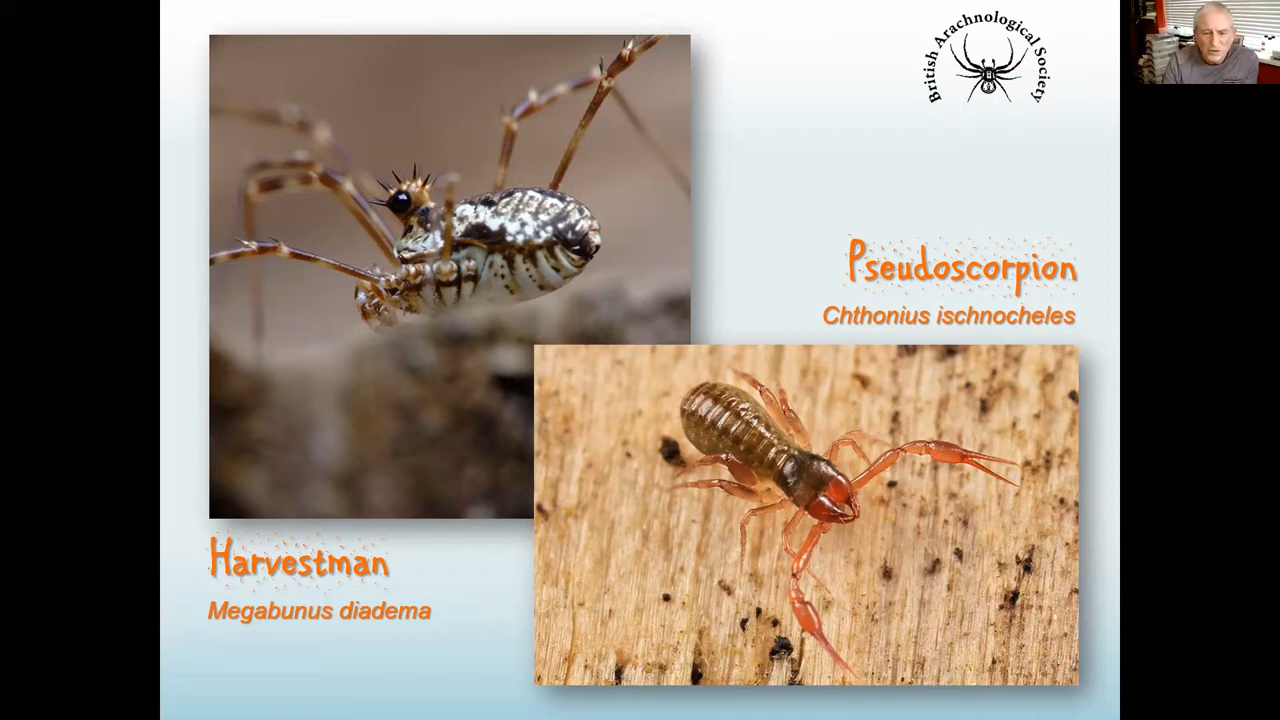 British Arachnological Society
Pseudoscorpion
Chthonius ischnocheles
Harvestman
Megabunus diadema